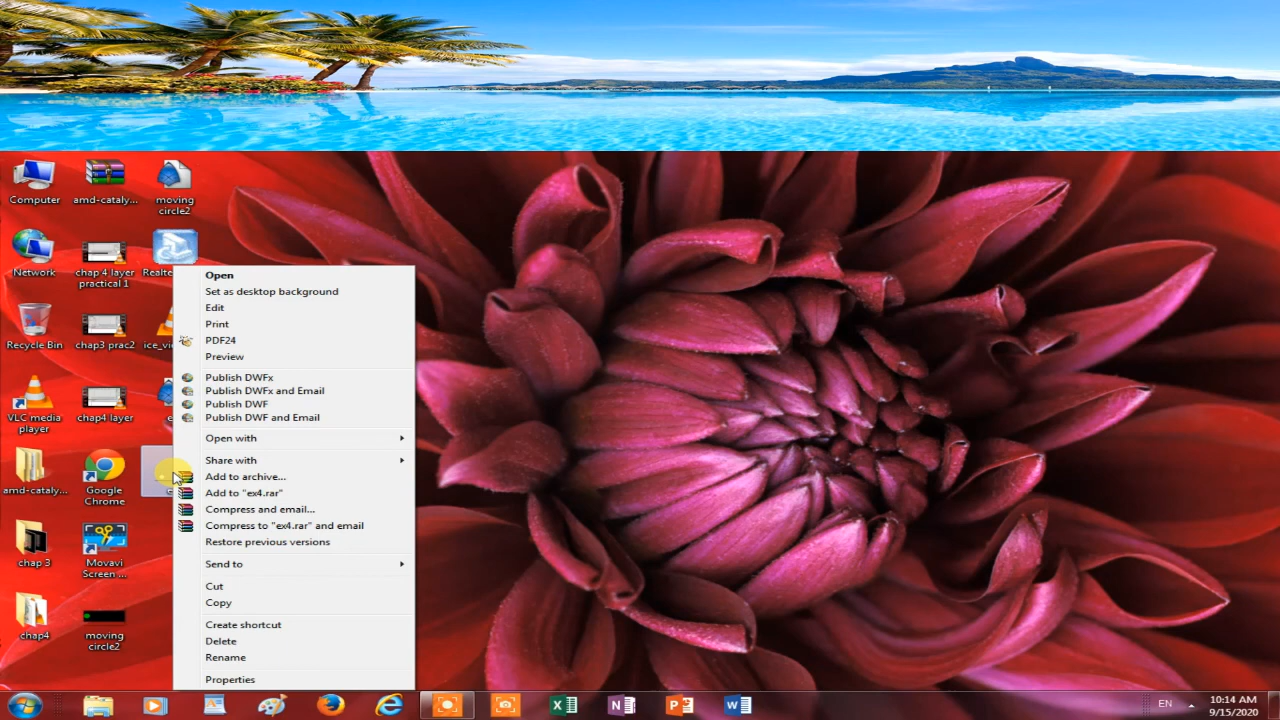 Computer
amd-cataly...
moving
circle2
Network
chap 4 layer
practical 1
Realte
Recycle Bin
chap3 prac2
ice_vi
VLC media
player
chap4 layer
amd-cataly...
Google
Chrome
chap 3
Movavi
Screen ...
chap4
moving
circle2
Open
Set as desktop background
Edit
Print
PDF24
Preview
Publish DWFx
Publish DWFx and Email
Publish DWF
Publish DWF and Email
Open with
Share with
Add to archive...
Add to "ex4.rar"
Compress and email...
Compress to "ex4.rar" and email
Restore previous versions
Send to
Cut
Copy
Create shortcut
Delete
Rename
Properties
EN
10:14 AM
9/15/2020